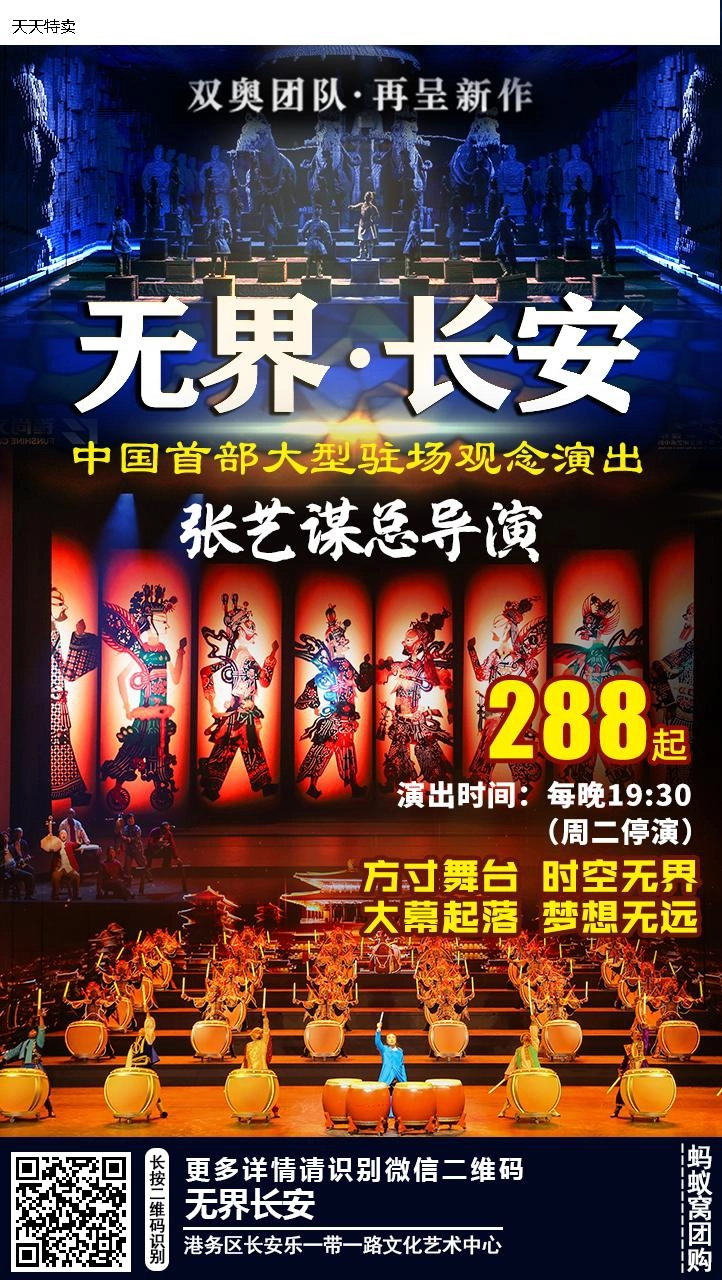 天天特卖
双奥团队·再呈新作
无界·长安
中国首部大型驻场观念演出
张艺谋总导演
288起
演出时间：每晚19:30
（周二停演）
方寸舞台 时空无界
大幕起落 梦想无远
长按二维码识别
更多详情请识别微信二维码
无界长安
港务区长安乐一带一路文化艺术中心
蚂蚁窝团购